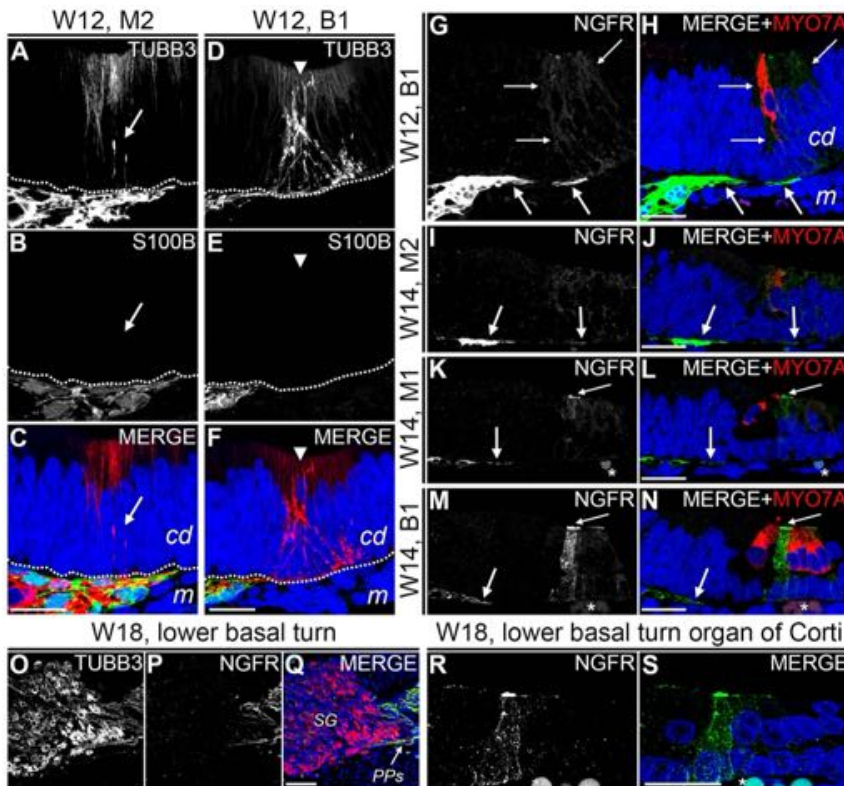 W12, M2
W12, B1
A TUBB3
D TUBB3
B S100B
E S100B
C MERGE
cd
m
F MERGE
cd
m
W12, B1
W14, M2
W14, M1
W14, B1
G NGFR
H MERGE+MYO7A
cd
m
I NGFR
J MERGE+MYO7A
K NGFR
L MERGE+MYO7A
*
*
M NGFR
N MERGE+MYO7A
*
*
W18, lower basal turn
O TUBB3
P NGFR
Q MERGE
SG
PPs
W18, lower basal turn organ of Corti
R NGFR
S MERGE
*